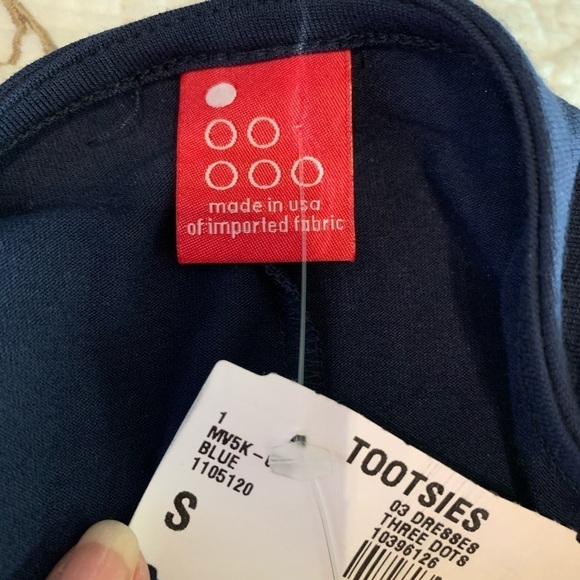 made in usa
of imported fabric
1
MV5K-
BLUE
1105120
S
TOOTSIES
03 DRESSES
THREE DOTS
10396126